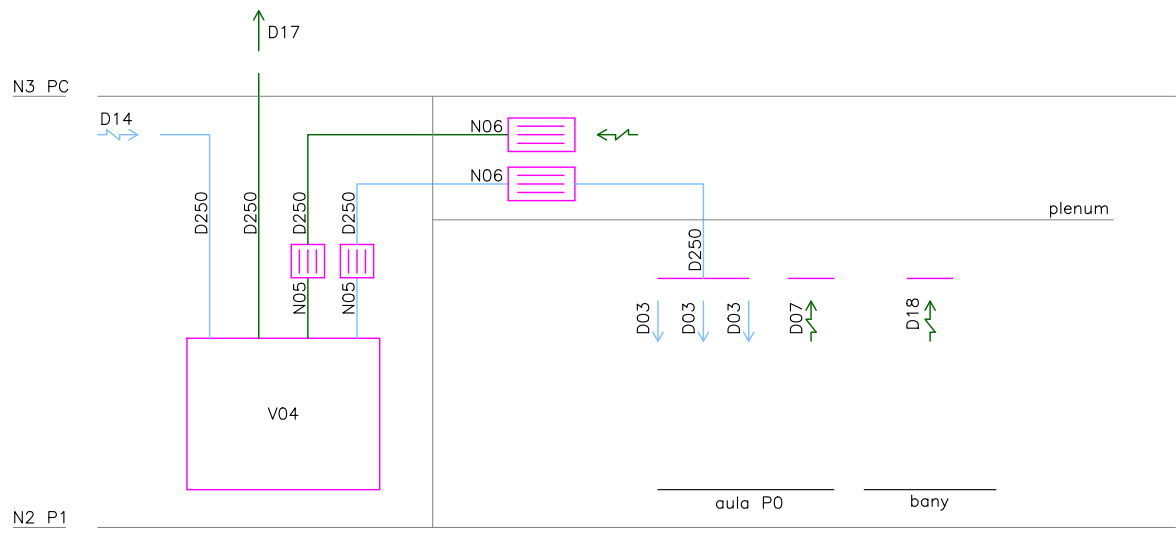 D17
N3 PC
D14
N06
N06
D250
D250
D250
D250
plenum
D250
N05
N05
D03
D03
D03
D07
D18
V04
aula P0
bany
N2 P1